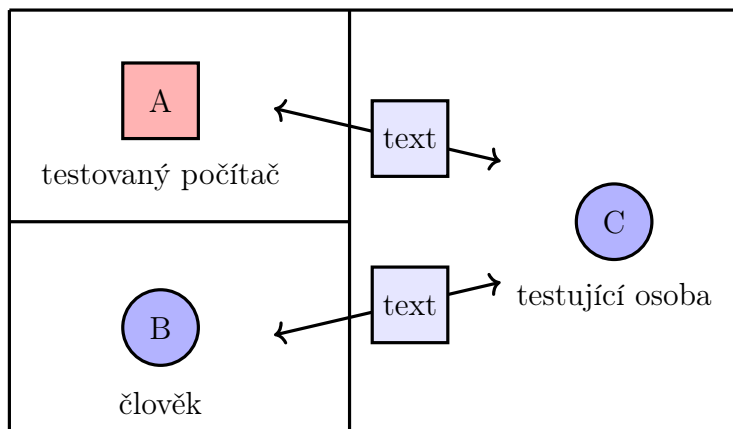 A
testovaný počítač
text
C
testující osoba
B
člověk
text